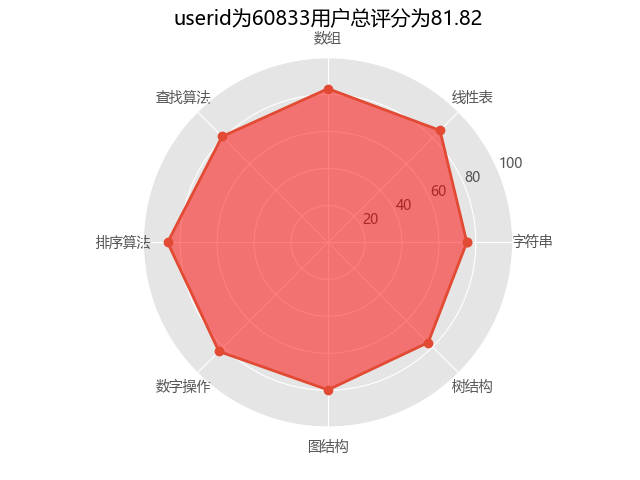 userid为60833用户总评分为81.82
数组
查找算法
线性表
100
80
60
40
20
排序算法
字符串
数字操作
树结构
图结构